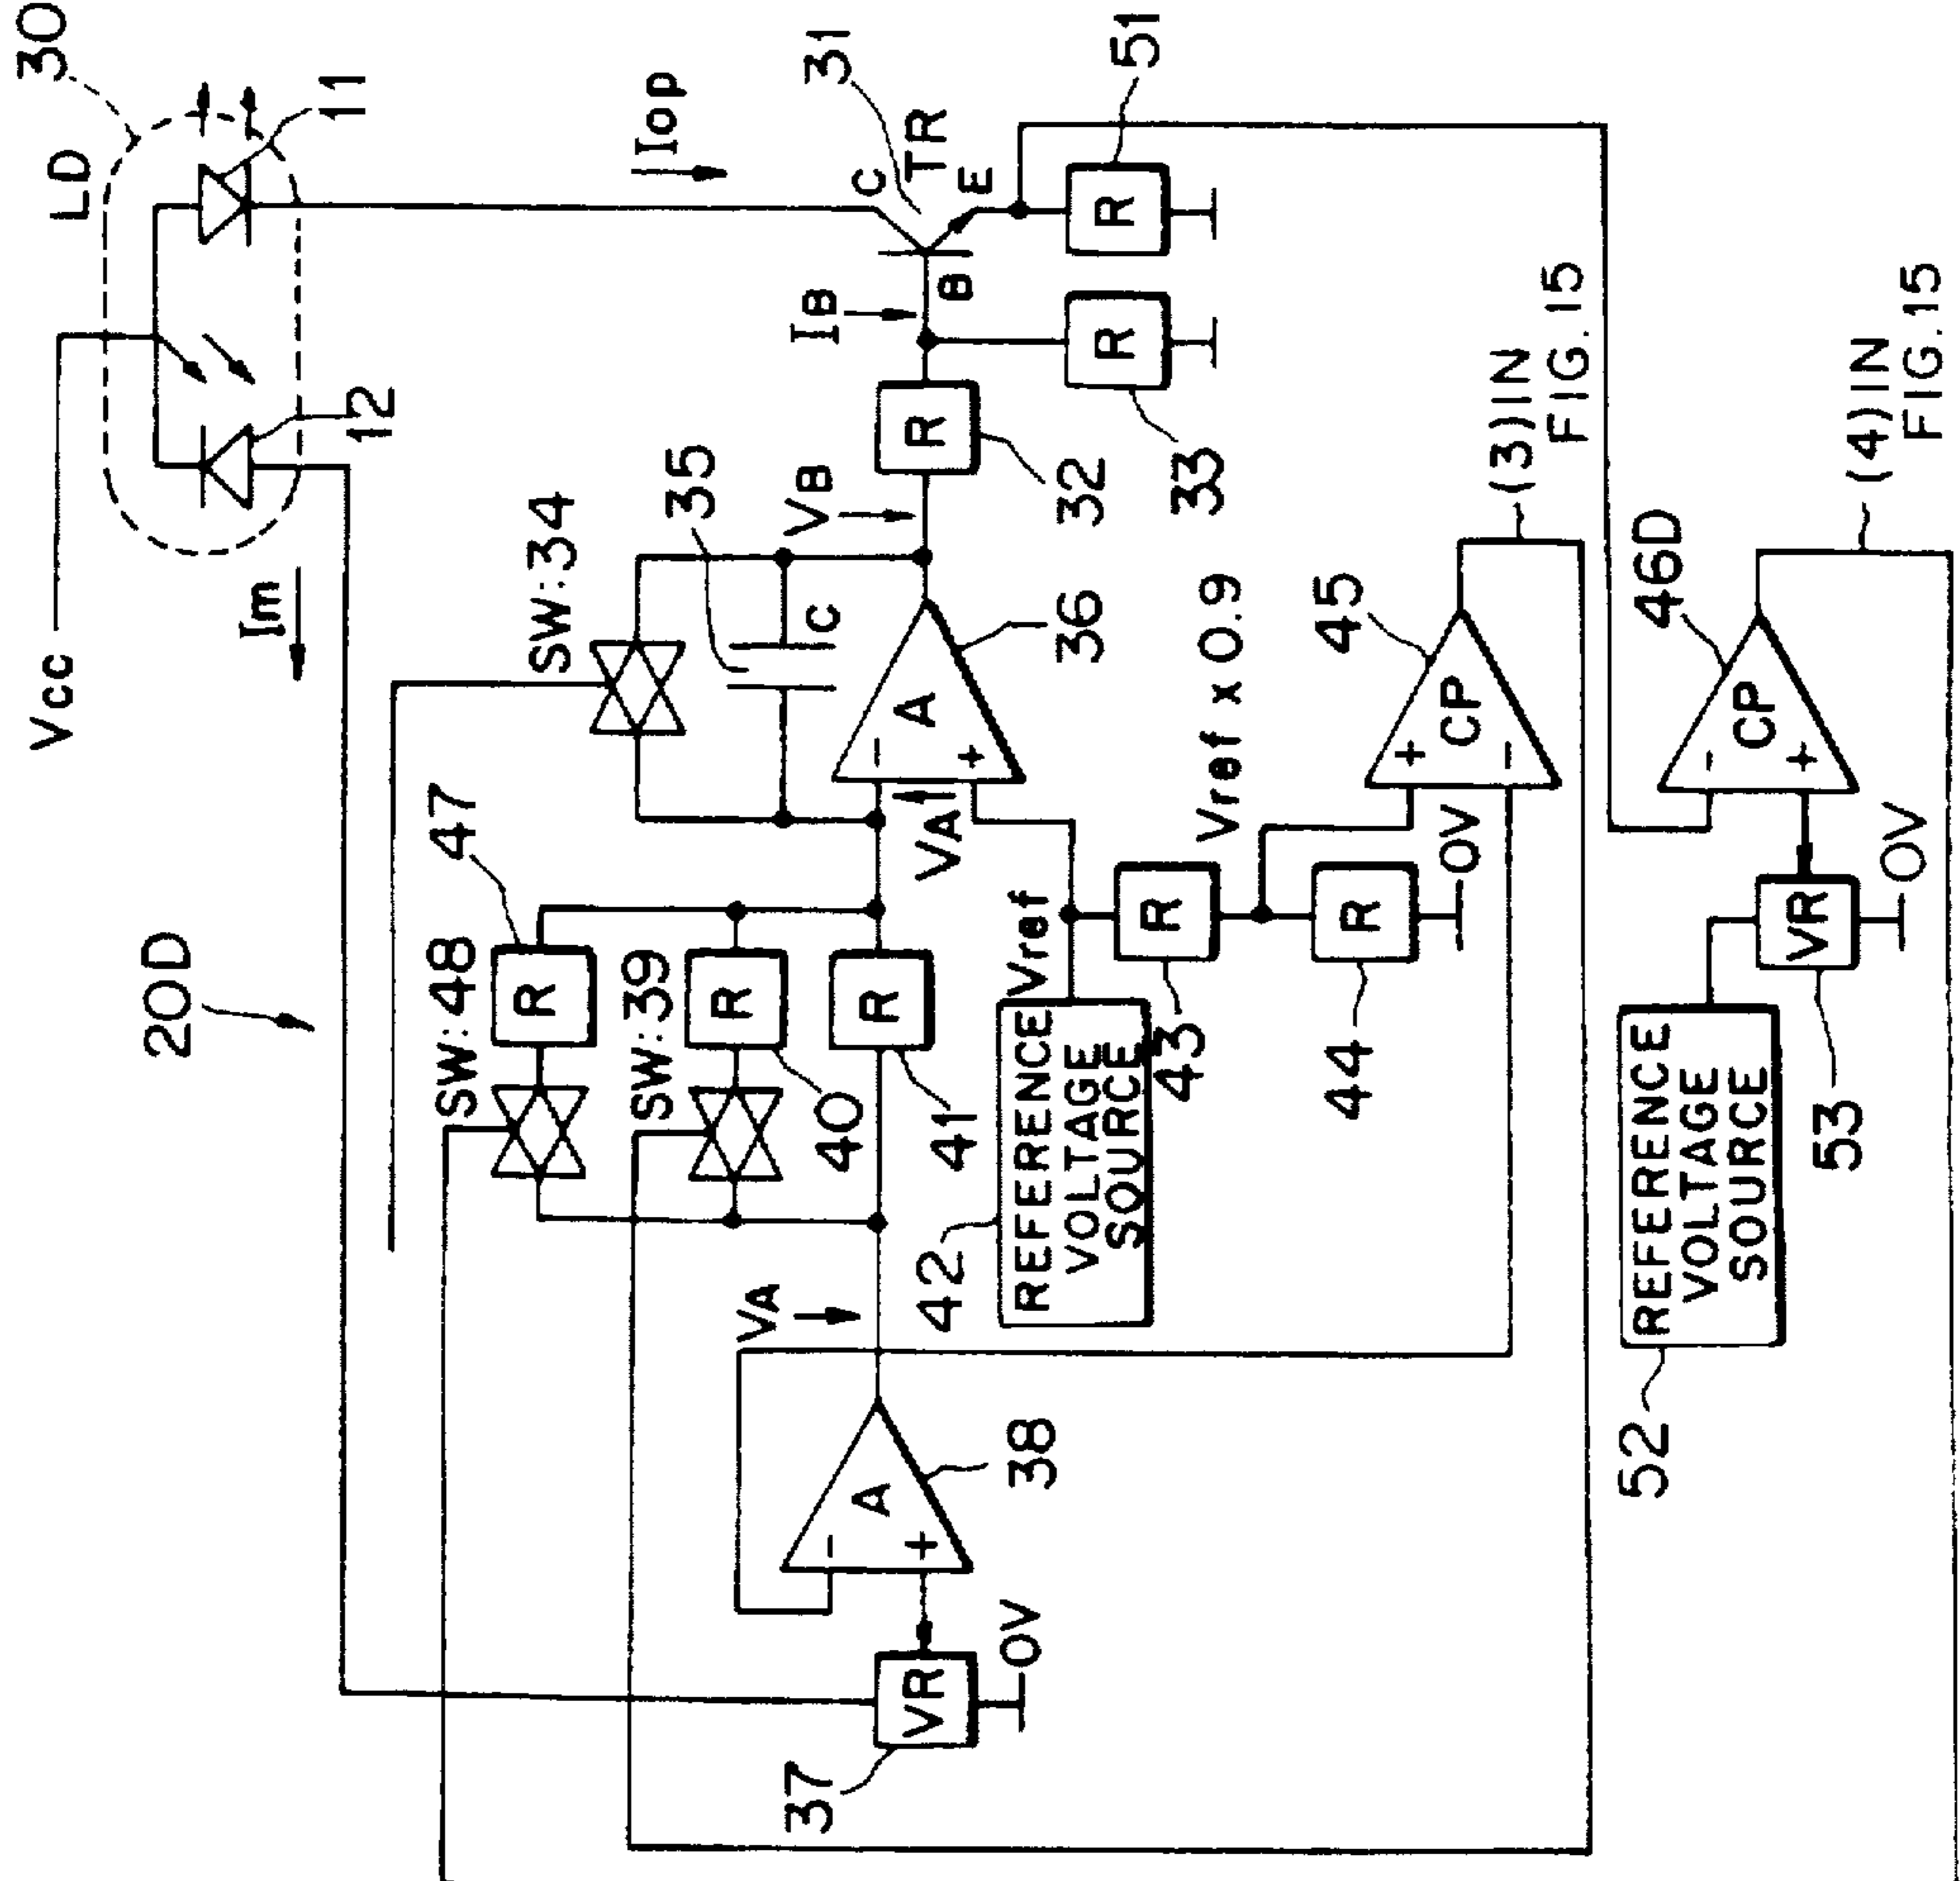 30
LD
11
Vcc
12
Im
Iop
31
C
TR
E
51
R
IB
B
R
33
R
32
VB
35
SW:34
C
A
-
+
36
VA
20D
47
SW:48
R
SW:39
R
40
R
41
VA
A
-
+
38
VR
37
0V
42
REFERENCE
VOLTAGE
SOURCE
Vref
R
43
R
44
0V
Vref x 0.9
45
CP
+
-
(3)IN
FIG.15
46D
CP
-
+
(4)IN
FIG.15
VR
53
0V
52
REFERENCE
VOLTAGE
SOURCE